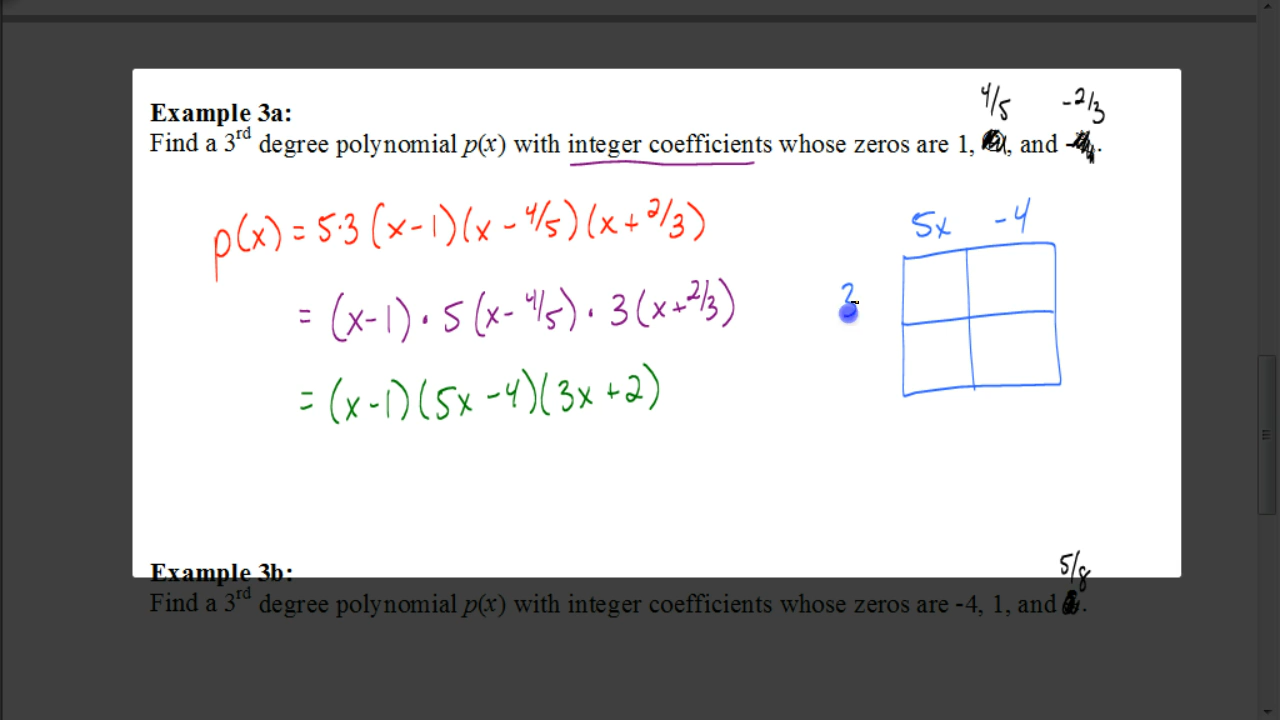 4/5 -2/3
Example 3a:
Find a 3rd degree polynomial p(x) with integer coefficients whose zeros are 1, , and - .
p(x) = 5·3 (x-1)(x-4/5)(x+2/3)
= (x-1) · 5(x-4/5) · 3(x+2/3)
= (x-1)(5x-4)(3x+2)
5x -4
3
Example 3b:
5/8
Find a 3rd degree polynomial p(x) with integer coefficients whose zeros are -4, 1, and .